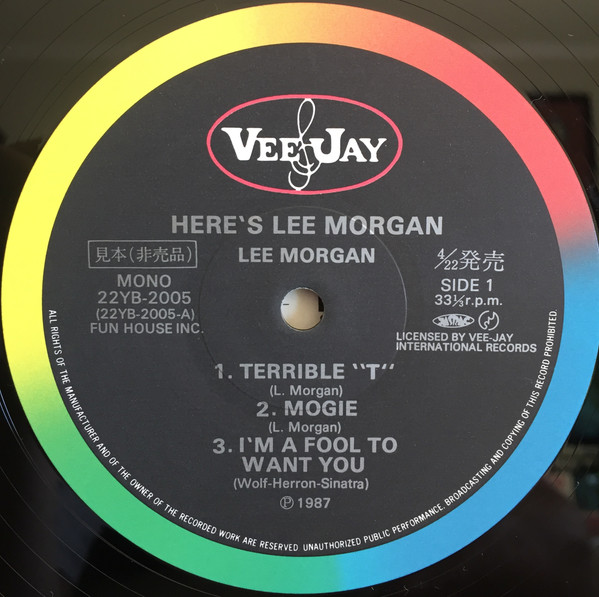 VEE JAY
HERE'S LEE MORGAN
見本(非売品)
LEE MORGAN
4/22発売
MONO
22YB-2005
(22YB-2005-A)
FUN HOUSE INC.
SIDE 1
33⅓r.p.m.
LICENSED BY VEE-JAY
INTERNATIONAL RECORDS
1. TERRIBLE "T"
(L. Morgan)
2. MOGIE
(L. Morgan)
3. I'M A FOOL TO
WANT YOU
(Wolf-Herron-Sinatra)
Ⓟ 1987
ALL RIGHTS OF THE MANUFACTURER AND OF THE OWNER OF THE RECORDED WORK ARE RESERVED. UNAUTHORIZED PUBLIC PERFORMANCE, BROADCASTING AND COPYING OF THIS RECORD PROHIBITED.